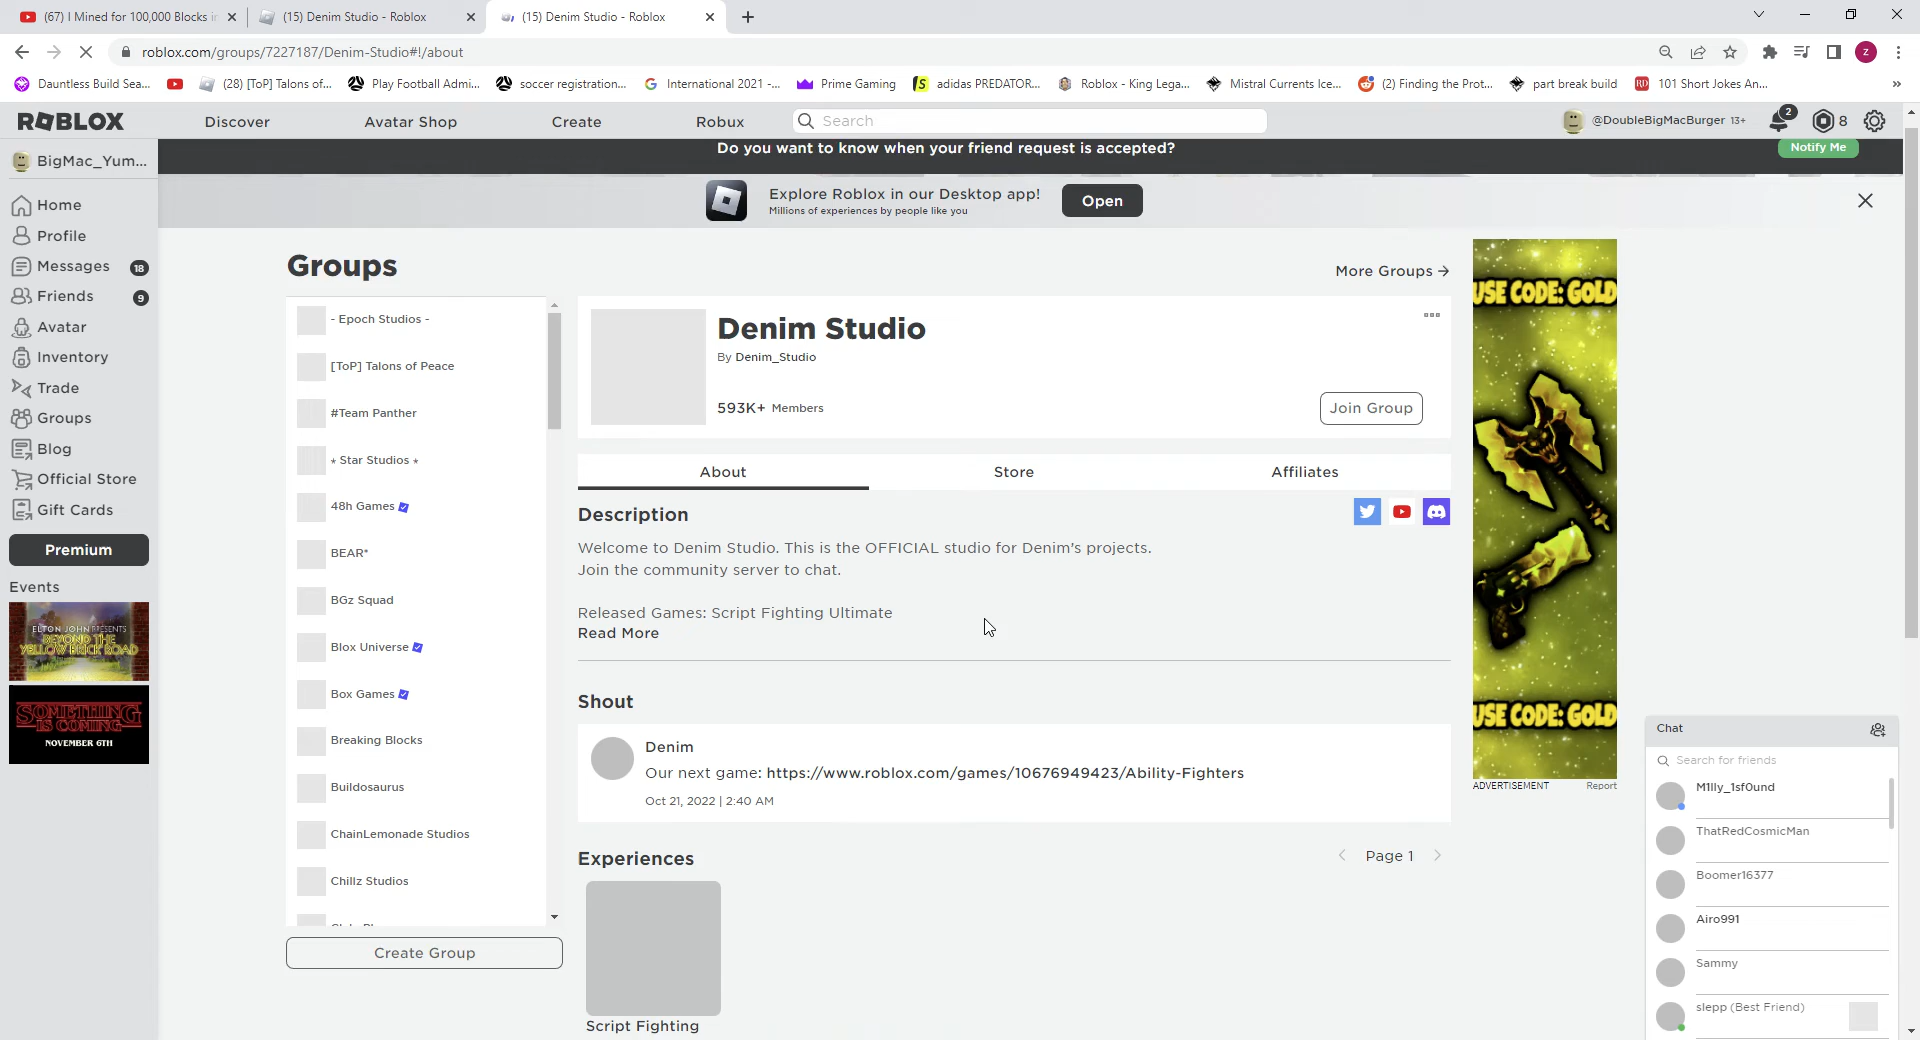 (67) I Mined for 100,000 Blocks in
(15) Denim Studio - Roblox
(15) Denim Studio - Roblox
roblox.com/groups/7227187/Denim-Studio#!/about
Dauntless Build Sea...
(28) [ToP] Talons of...
Play Football Admi...
soccer registration...
International 2021 -...
Prime Gaming
adidas PREDATOR...
Roblox - King Lega...
Mistral Currents Ice...
(2) Finding the Prot...
part break build
RD
101 Short Jokes An...
ROBLOX
Discover
Avatar Shop
Create
Robux
Search
@DoubleBigMacBurger 13+
2
8
BigMac_Yum...
Do you want to know when your friend request is accepted?
Notify Me
Explore Roblox in our Desktop app!
Millions of experiences by people like you
Open
Home
Profile
Messages 18
Friends 9
Avatar
Inventory
Trade
Groups
Blog
Official Store
Gift Cards
Premium
Events
ELTON JOHN PRESENTS
BEYOND THE
YELLOW BRICK ROAD
SOMETHING
IS COMING
NOVEMBER 6TH
Groups
More Groups →
- Epoch Studios -
[ToP] Talons of Peace
#Team Panther
⋆ Star Studios ⋆
48h Games
BEAR*
BGz Squad
Blox Universe
Box Games
Breaking Blocks
Buildosaurus
ChainLemonade Studios
Chillz Studios
Create Group
Denim Studio
By Denim_Studio
593K+ Members
Join Group
About
Store
Affiliates
Description
Welcome to Denim Studio. This is the OFFICIAL studio for Denim's projects.
Join the community server to chat.
Released Games: Script Fighting Ultimate
Read More
Shout
Denim
Our next game: https://www.roblox.com/games/10676949423/Ability-Fighters
Oct 21, 2022 | 2:40 AM
Experiences
Page 1
Script Fighting
USE CODE: GOLD
USE CODE: GOLD
ADVERTISEMENT
Report
Chat
Search for friends
M1lly_1sf0und
ThatRedCosmicMan
Boomer16377
Airo991
Sammy
slepp (Best Friend)